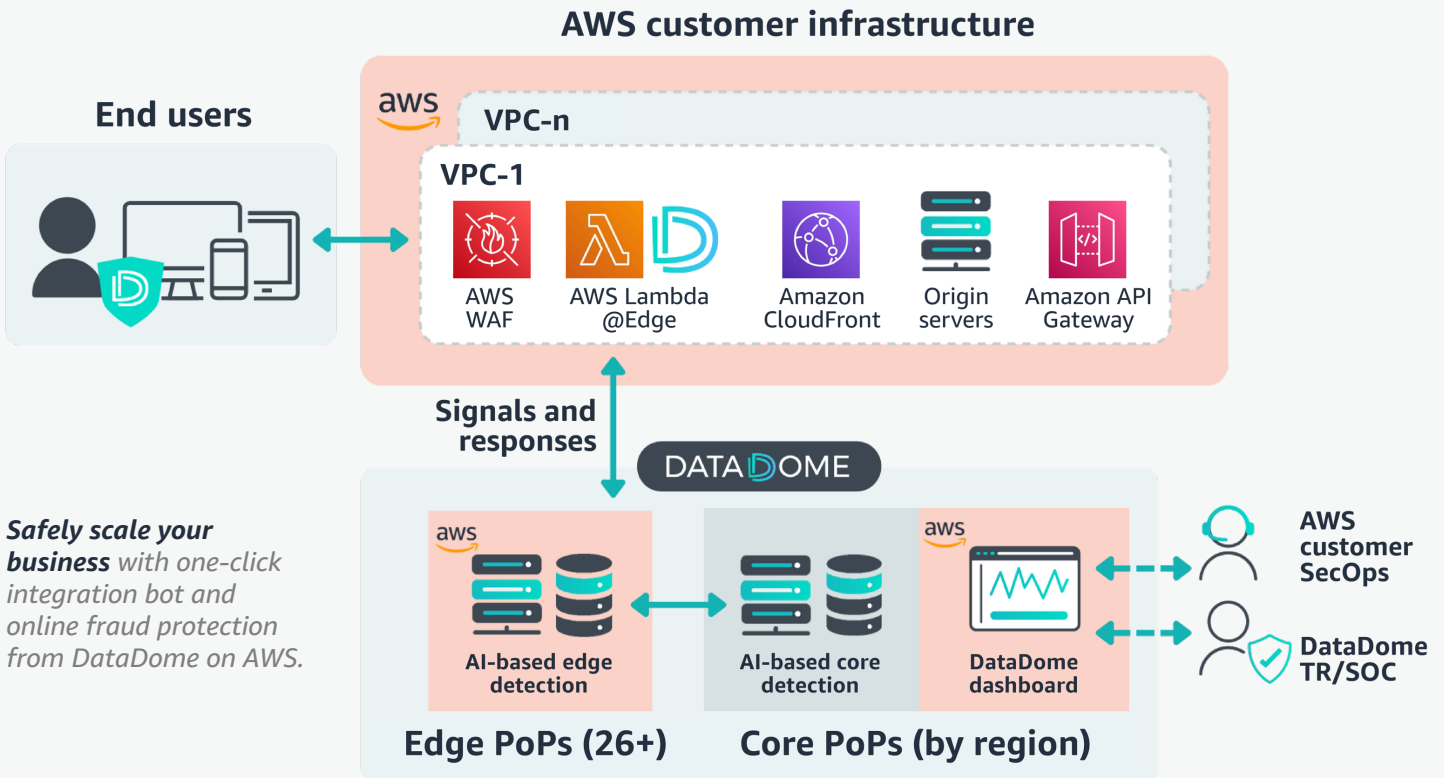 AWS customer infrastructure
End users
aws
VPC-n
VPC-1
AWS
WAF
AWS Lambda
@Edge
Amazon
CloudFront
Origin
servers
Amazon API
Gateway
</>
Signals and
responses
DATADOME
Safely scale your
business with one-click
integration bot and
online fraud protection
from DataDome on AWS.
aws
AI-based edge
detection
AI-based core
detection
aws
DataDome
dashboard
AWS
customer
SecOps
DataDome
TR/SOC
Edge PoPs (26+)
Core PoPs (by region)